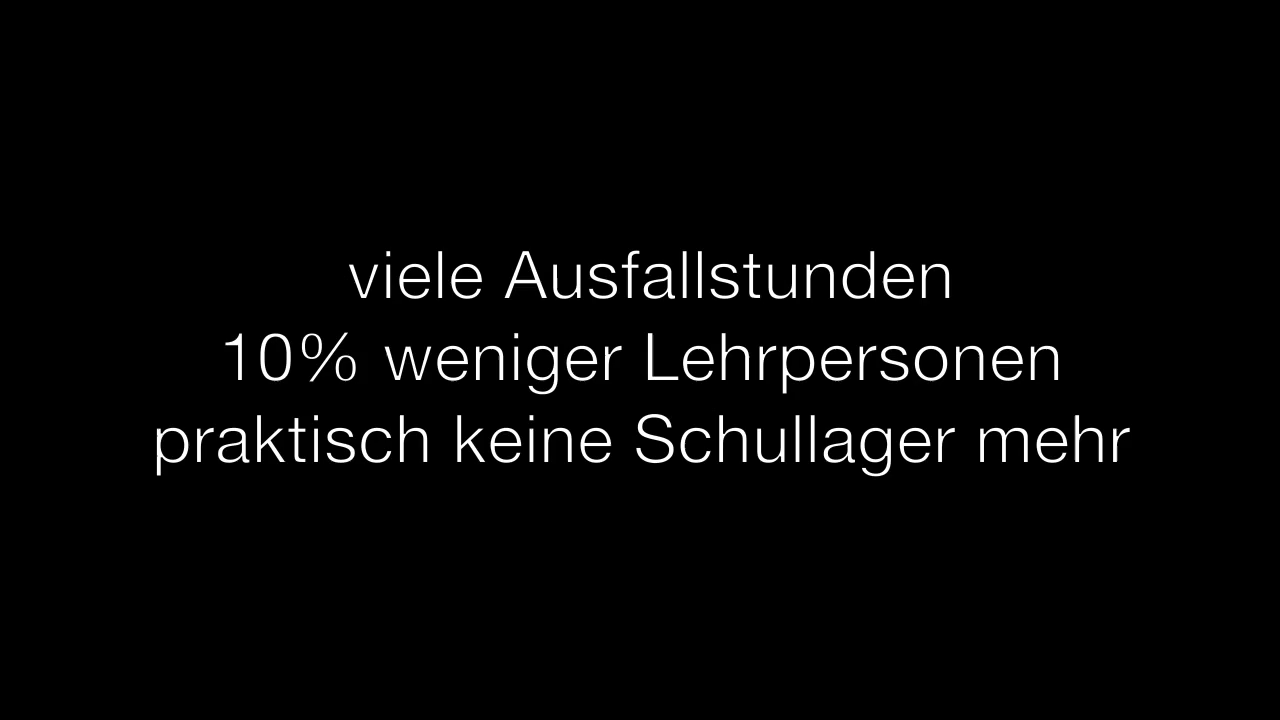 viele Ausfallstunden
10% weniger Lehrpersonen
praktisch keine Schullager mehr